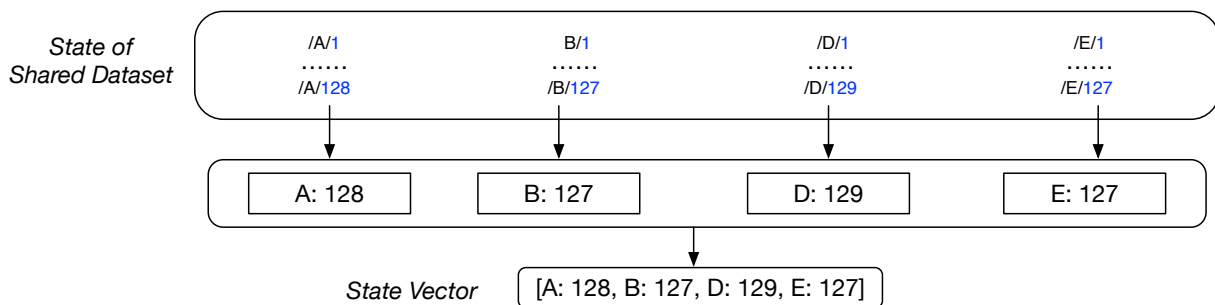 State of
Shared Dataset
/A/1 B/1 /D/1 /E/1
...... ...... ...... ......
/A/128 /B/127 /D/129 /E/127
A: 128 B: 127 D: 129 E: 127
State Vector [A: 128, B: 127, D: 129, E: 127]